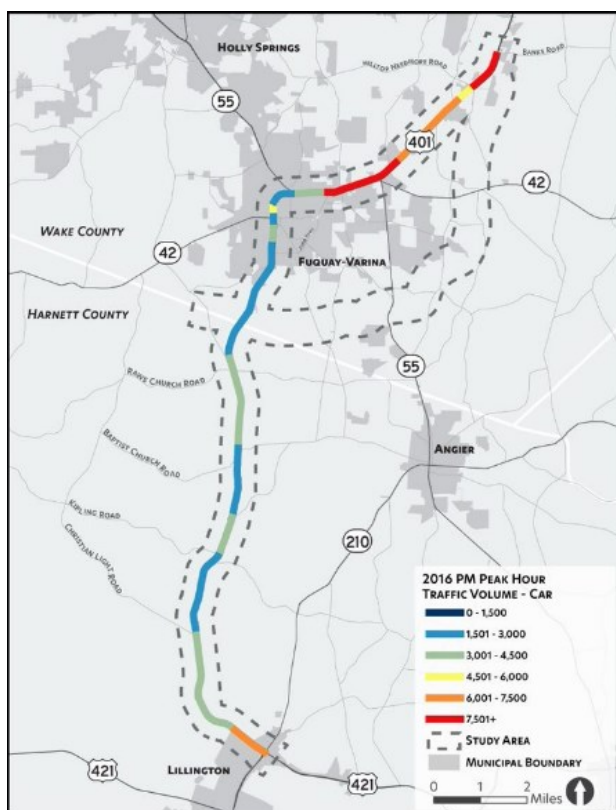 HOLLY SPRINGS
HILLTOP NEEDMORE ROAD
BANKS ROAD
55
401
42
WAKE COUNTY
42
FUQUAY-VARINA
HARNETT COUNTY
RAWLS CHURCH ROAD
55
ANGIER
BAPTIST CHURCH ROAD
KIPLING ROAD
CHRISTIAN LIGHT ROAD
210
2016 PM PEAK HOUR
TRAFFIC VOLUME - CAR
0 - 1,500
1,501 - 3,000
3,001 - 4,500
4,501 - 6,000
6,001 - 7,500
7,501+
STUDY AREA
MUNICIPAL BOUNDARY
0 1 2
MILES
421
LILLINGTON
421